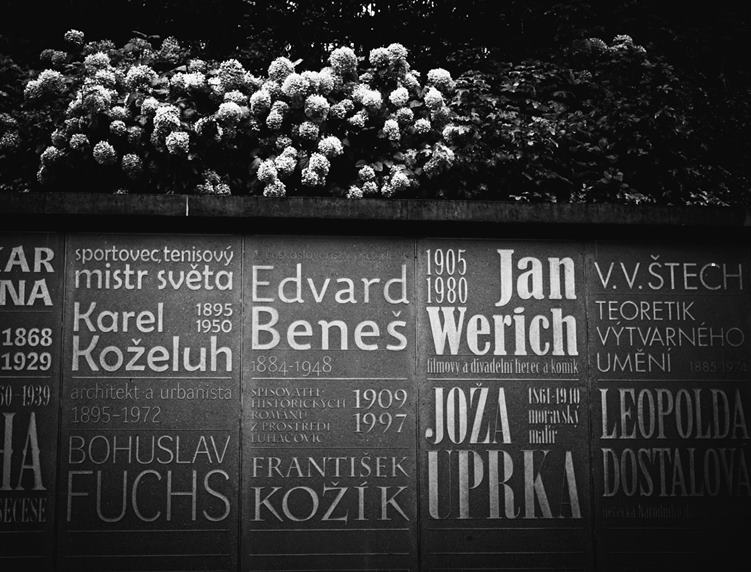 KAR
NA
1868
1929
60-1939
HA
SECESE
sportovec, tenisový
mistr světa
Karel 1895
1950
Koželuh
architekt a urbanista
1895-1972
BOHUSLAV
FUCHS
Edvard
Beneš
1884-1948
SPISOVATEL
HISTORICKÝCH
ROMÁNŮ
Z PROSTŘEDÍ
LUHAČOVIC
1909
1997
FRANTIŠEK
KOŽÍK
1905
1980
Jan
Werich
filmový a divadelní herec a komik
JOŽA
1861-1940
moravský
malíř
UPRKA
V.V. ŠTECH
TEORETIK
VÝTVARNÉHO
UMĚNÍ
LEOPOLDA
DOSTALOVÁ